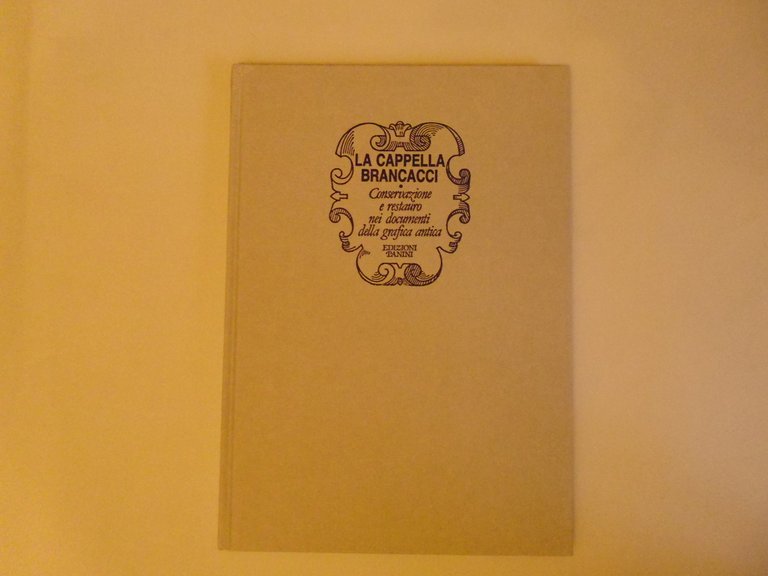 LA CAPPELLA
BRANCACCI
•
Conservazione
e restauro
nei documenti
della grafica antica
EDIZIONI
PANINI